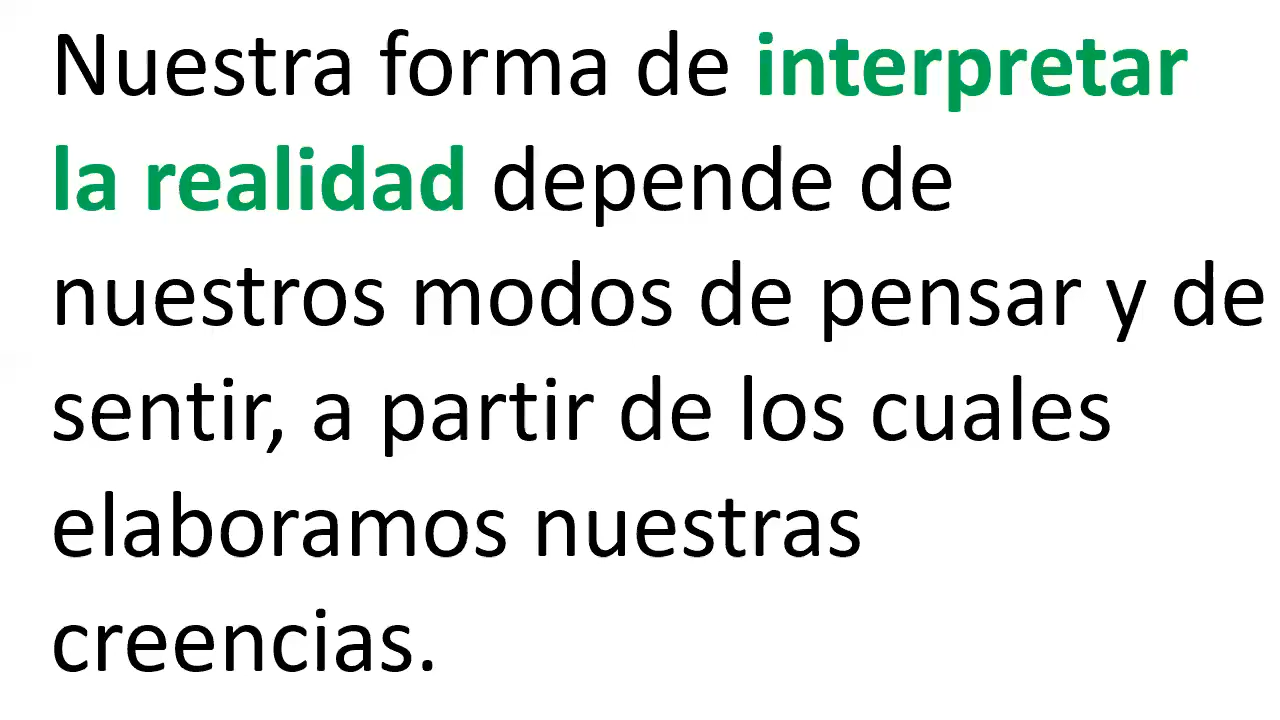 Nuestra forma de interpretar
la realidad depende de
nuestros modos de pensar y de
sentir, a partir de los cuales
elaboramos nuestras
creencias.